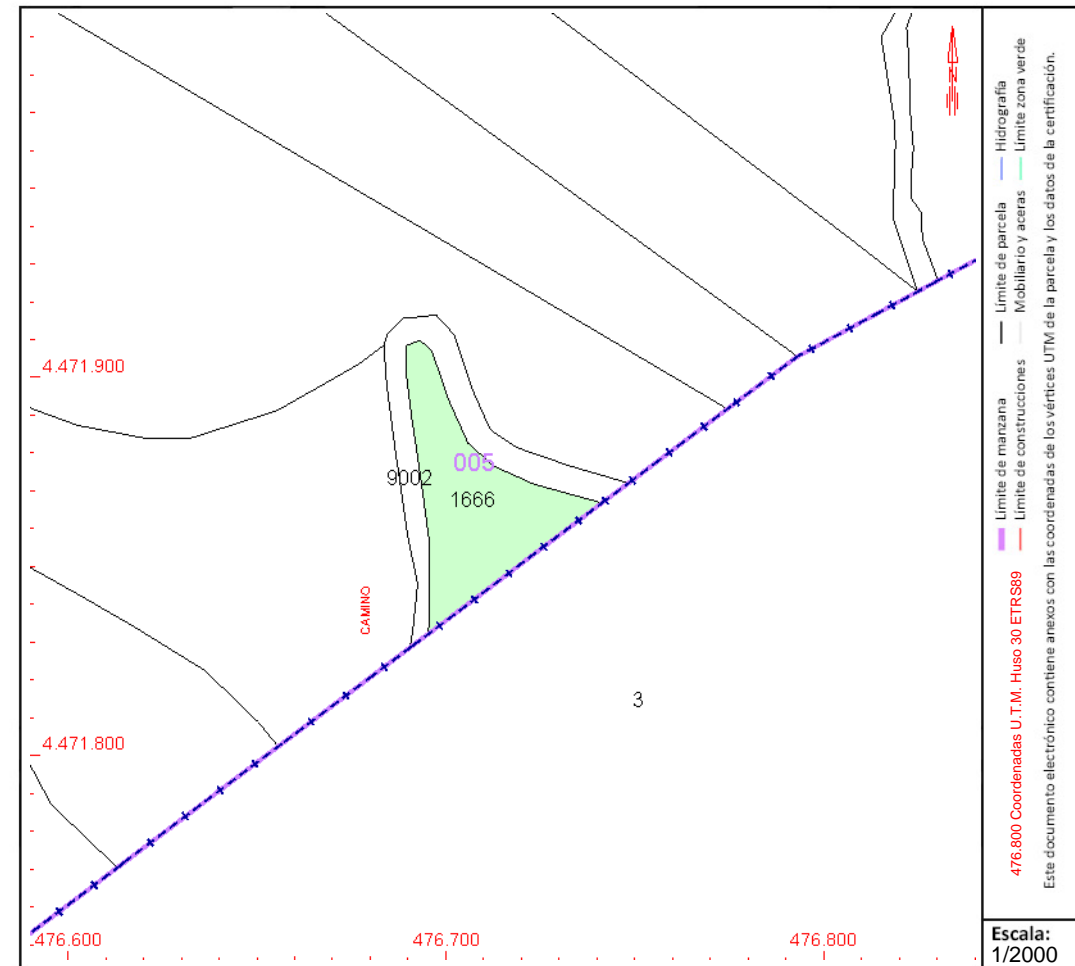 N
4.471.900
005
9002
1666
CAMINO
3
4.471.800
476.600
476.700
476.800
Límite de manzana
Límite de parcela
Hidrografía
Límite de construcciones
Mobiliario y aceras
Límite zona verde
476.800 Coordenadas U.T.M. Huso 30 ETRS89
Este documento electrónico contiene anexos con las coordenadas de los vértices UTM de la parcela y los datos de la certificación.
Escala:
1/2000